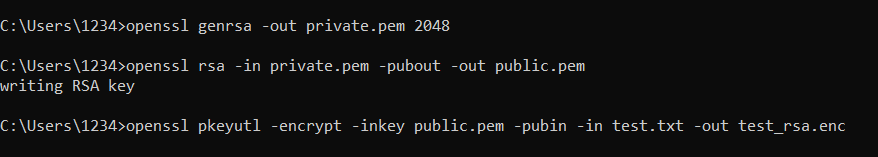 C:\Users\1234>openssl genrsa -out private.pem 2048
C:\Users\1234>openssl rsa -in private.pem -pubout -out public.pem
writing RSA key
C:\Users\1234>openssl pkeyutl -encrypt -inkey public.pem -pubin -in test.txt -out test_rsa.enc